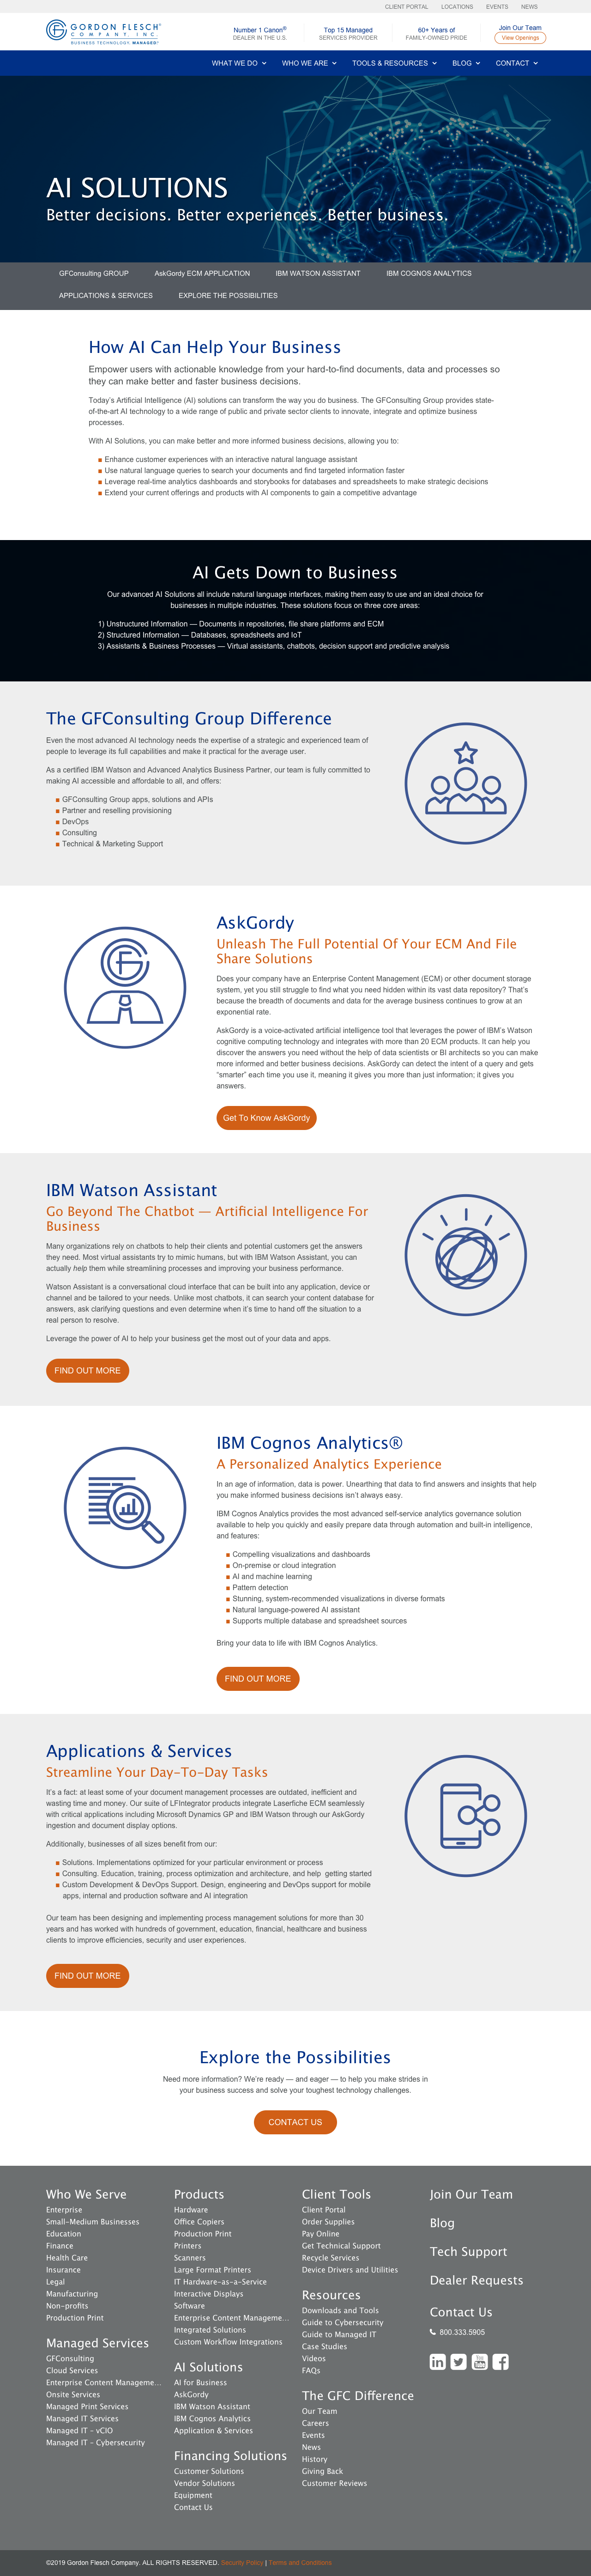 CLIENT PORTAL LOCATIONS EVENTS NEWS
GORDON FLESCH
COMPANY, INC.
BUSINESS TECHNOLOGY MANAGED.
Number 1 Canon®
DEALER IN THE U.S.
Top 15 Managed
SERVICES PROVIDER
60+ Years of
FAMILY-OWNED PRIDE
Join Our Team
View Openings
WHAT WE DO WHO WE ARE TOOLS & RESOURCES BLOG CONTACT
AI SOLUTIONS
Better decisions. Better experiences. Better business.
GFConsulting GROUP AskGordy ECM APPLICATION IBM WATSON ASSISTANT IBM COGNOS ANALYTICS
APPLICATIONS & SERVICES EXPLORE THE POSSIBILITIES
How AI Can Help Your Business
Empower users with actionable knowledge from your hard-to-find documents, data and processes so
they can make better and faster business decisions.
Today's Artificial Intelligence (AI) solutions can transform the way you do business. The GFConsulting Group provides state-
of-the-art AI technology to a wide range of public and private sector clients to innovate, integrate and optimize business
processes.
With AI Solutions, you can make better and more informed business decisions, allowing you to:
Enhance customer experiences with an interactive natural language assistant
Use natural language queries to search your documents and find targeted information faster
Leverage real-time analytics dashboards and storybooks for databases and spreadsheets to make strategic decisions
Extend your current offerings and products with AI components to gain a competitive advantage
AI Gets Down to Business
Our advanced AI Solutions all include natural language interfaces, making them easy to use and an ideal choice for
businesses in multiple industries. These solutions focus on three core areas:
1) Unstructured Information — Documents in repositories, file share platforms and ECM
2) Structured Information — Databases, spreadsheets and IoT
3) Assistants & Business Processes — Virtual assistants, chatbots, decision support and predictive analysis
The GFConsulting Group Difference
Even the most advanced AI technology needs the expertise of a strategic and experienced team of
people to leverage its full capabilities and make it practical for the average user.
As a certified IBM Watson and Advanced Analytics Business Partner, our team is fully committed to
making AI accessible and affordable to all, and offers:
GFConsulting Group apps, solutions and APIs
Partner and reselling provisioning
DevOps
Consulting
Technical & Marketing Support
AskGordy
Unleash The Full Potential Of Your ECM And File
Share Solutions
Does your company have an Enterprise Content Management (ECM) or other document storage
system, yet you still struggle to find what you need hidden within its vast data repository? That's
because the breadth of documents and data for the average business continues to grow at an
exponential rate.
AskGordy is a voice-activated artificial intelligence tool that leverages the power of IBM's Watson
cognitive computing technology and integrates with more than 20 ECM products. It can help you
discover the answers you need without the help of data scientists or BI architects so you can make
more informed and better business decisions. AskGordy can detect the intent of a query and gets
"smarter" each time you use it, meaning it gives you more than just information; it gives you
answers.
Get To Know AskGordy
IBM Watson Assistant
Go Beyond The Chatbot — Artificial Intelligence For
Business
Many organizations rely on chatbots to help their clients and potential customers get the answers
they need. Most virtual assistants try to mimic humans, but with IBM Watson Assistant, you can
actually help them while streamlining processes and improving your business performance.
Watson Assistant is a conversational cloud interface that can be built into any application, device or
channel and be tailored to your needs. Unlike most chatbots, it can search your content database for
answers, ask clarifying questions and even determine when it's time to hand off the situation to a
real person to resolve.
Leverage the power of AI to help your business get the most out of your data and apps.
FIND OUT MORE
IBM Cognos Analytics®
A Personalized Analytics Experience
In an age of information, data is power. Unearthing that data to find answers and insights that help
you make informed business decisions isn't always easy.
IBM Cognos Analytics provides the most advanced self-service analytics governance solution
available to help you quickly and easily prepare data through automation and built-in intelligence,
and features:
Compelling visualizations and dashboards
On-premise or cloud integration
AI and machine learning
Pattern detection
Stunning, system-recommended visualizations in diverse formats
Natural language-powered AI assistant
Supports multiple database and spreadsheet sources
Bring your data to life with IBM Cognos Analytics.
FIND OUT MORE
Applications & Services
Streamline Your Day-To-Day Tasks
It's a fact: at least some of your document management processes are outdated, inefficient and
wasting time and money. Our suite of LFIntegrator products integrate Laserfiche ECM seamlessly
with critical applications including Microsoft Dynamics GP and IBM Watson through our AskGordy
ingestion and document display options.
Additionally, businesses of all sizes benefit from our:
Solutions. Implementations optimized for your particular environment or process
Consulting. Education, training, process optimization and architecture, and help getting started
Custom Development & DevOps Support. Design, engineering and DevOps support for mobile
apps, internal and production software and AI integration
Our team has been designing and implementing process management solutions for more than 30
years and has worked with hundreds of government, education, financial, healthcare and business
clients to improve efficiencies, security and user experiences.
FIND OUT MORE
Explore the Possibilities
Need more information? We're ready — and eager — to help you make strides in
your business success and solve your toughest technology challenges.
CONTACT US
Who We Serve
Enterprise
Small-Medium Businesses
Education
Finance
Health Care
Insurance
Legal
Manufacturing
Non-profits
Production Print
Managed Services
GFConsulting
Cloud Services
Enterprise Content Manageme...
Onsite Services
Managed Print Services
Managed IT Services
Managed IT - vCIO
Managed IT - Cybersecurity
Products
Hardware
Office Copiers
Production Print
Printers
Scanners
Large Format Printers
IT Hardware-as-a-Service
Interactive Displays
Software
Enterprise Content Manageme...
Integrated Solutions
Custom Workflow Integrations
AI Solutions
AI for Business
AskGordy
IBM Watson Assistant
IBM Cognos Analytics
Application & Services
Financing Solutions
Customer Solutions
Vendor Solutions
Equipment
Contact Us
Client Tools
Client Portal
Order Supplies
Pay Online
Get Technical Support
Recycle Services
Device Drivers and Utilities
Resources
Downloads and Tools
Guide to Cybersecurity
Guide to Managed IT
Case Studies
Videos
FAQs
The GFC Difference
Our Team
Careers
Events
News
History
Giving Back
Customer Reviews
Join Our Team
Blog
Tech Support
Dealer Requests
Contact Us
800.333.5905
©2019 Gordon Flesch Company. ALL RIGHTS RESERVED. Security Policy | Terms and Conditions